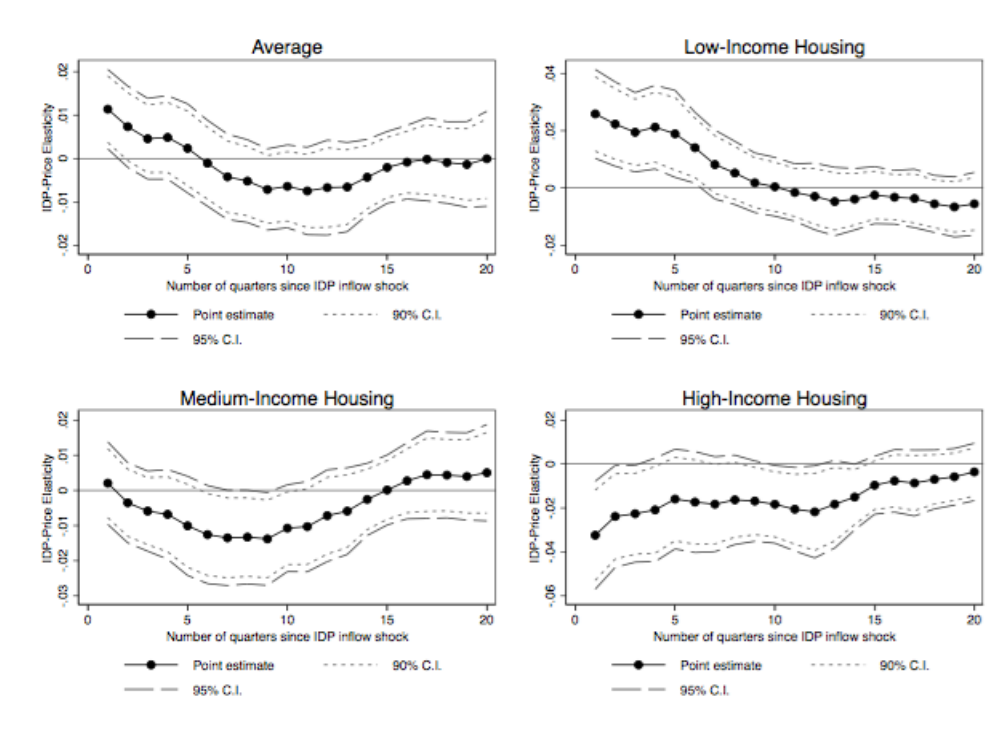 Average
IDP-Price Elasticity
.02
.01
0
-.01
-.02
0 5 10 15 20
Number of quarters since IDP inflow shock
Point estimate 90% C.I.
95% C.I.
Low-Income Housing
IDP-Price Elasticity
.04
.02
0
-.02
0 5 10 15 20
Number of quarters since IDP inflow shock
Point estimate 90% C.I.
95% C.I.
Medium-Income Housing
IDP-Price Elasticity
.02
.01
0
-.01
-.02
-.03
0 5 10 15 20
Number of quarters since IDP inflow shock
Point estimate 90% C.I.
95% C.I.
High-Income Housing
IDP-Price Elasticity
.02
0
-.02
-.04
-.06
0 5 10 15 20
Number of quarters since IDP inflow shock
Point estimate 90% C.I.
95% C.I.